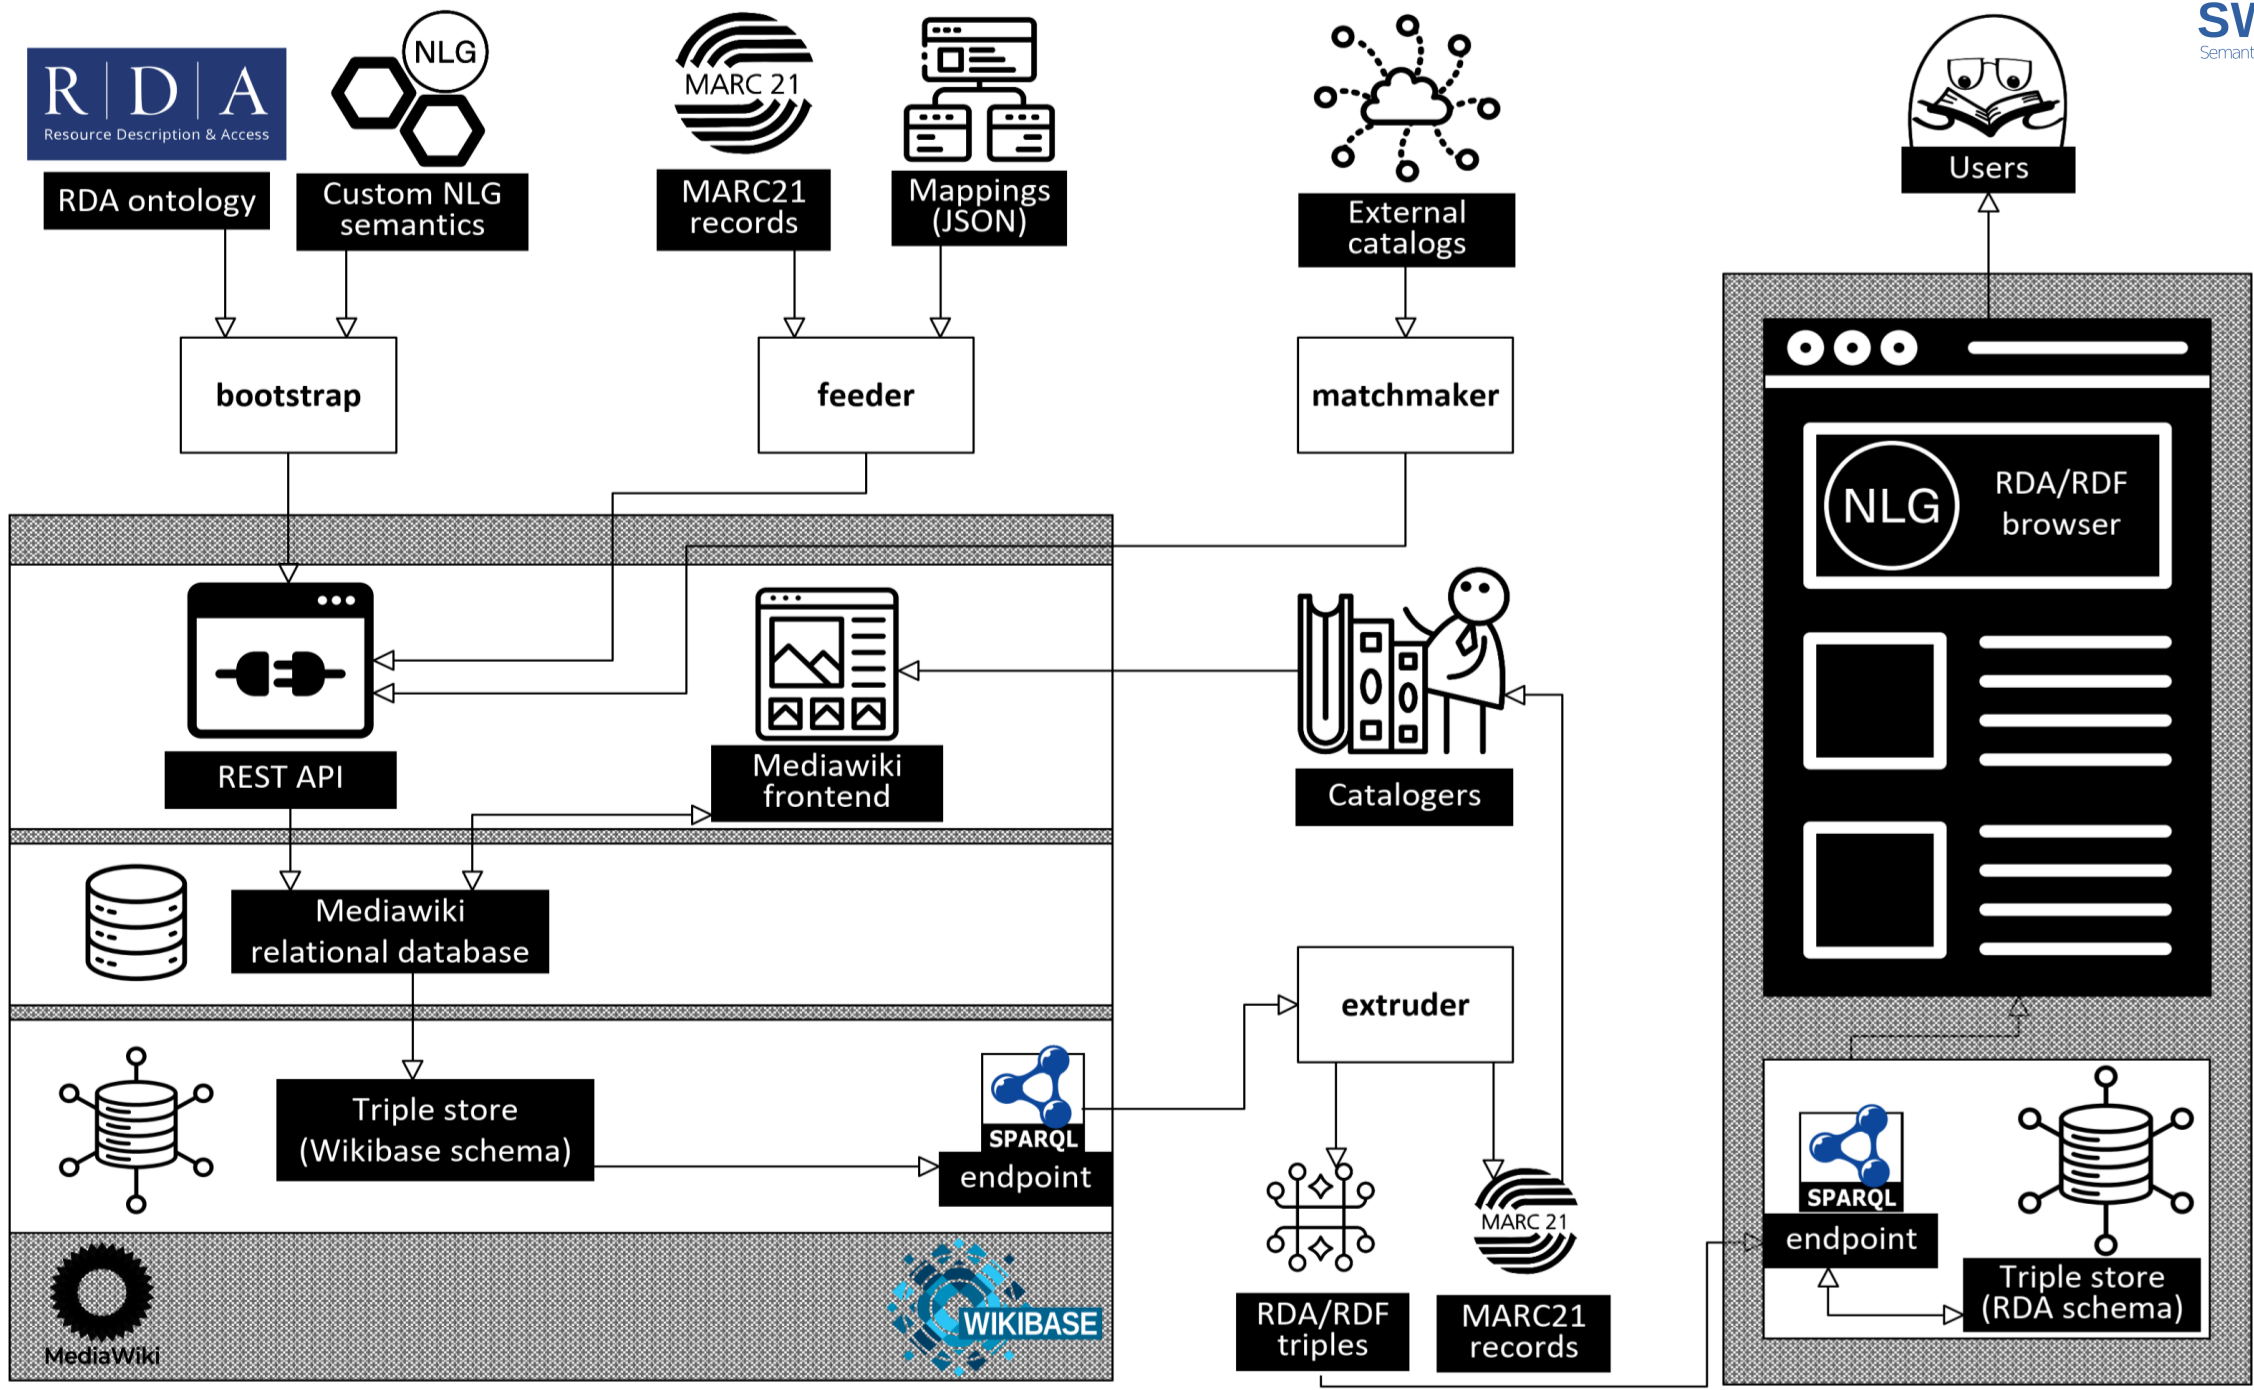 R|D|A
Resource Description & Access
RDA ontology
NLG
Custom NLG
semantics
MARC 21
MARC21
records
Mappings
(JSON)
External
catalogs
Users
SW
Semant
bootstrap
feeder
matchmaker
NLG
RDA/RDF
browser
REST API
Mediawiki
frontend
Catalogers
Mediawiki
relational database
extruder
Triple store
(Wikibase schema)
SPARQL
endpoint
MARC 21
RDA/RDF
triples
MARC21
records
SPARQL
endpoint
Triple store
(RDA schema)
MediaWiki
WIKIBASE